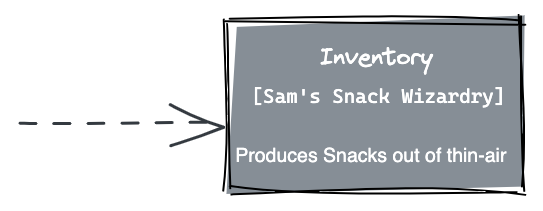 Inventory
[Sam's Snack Wizardry]
Produces Snacks out of thin-air